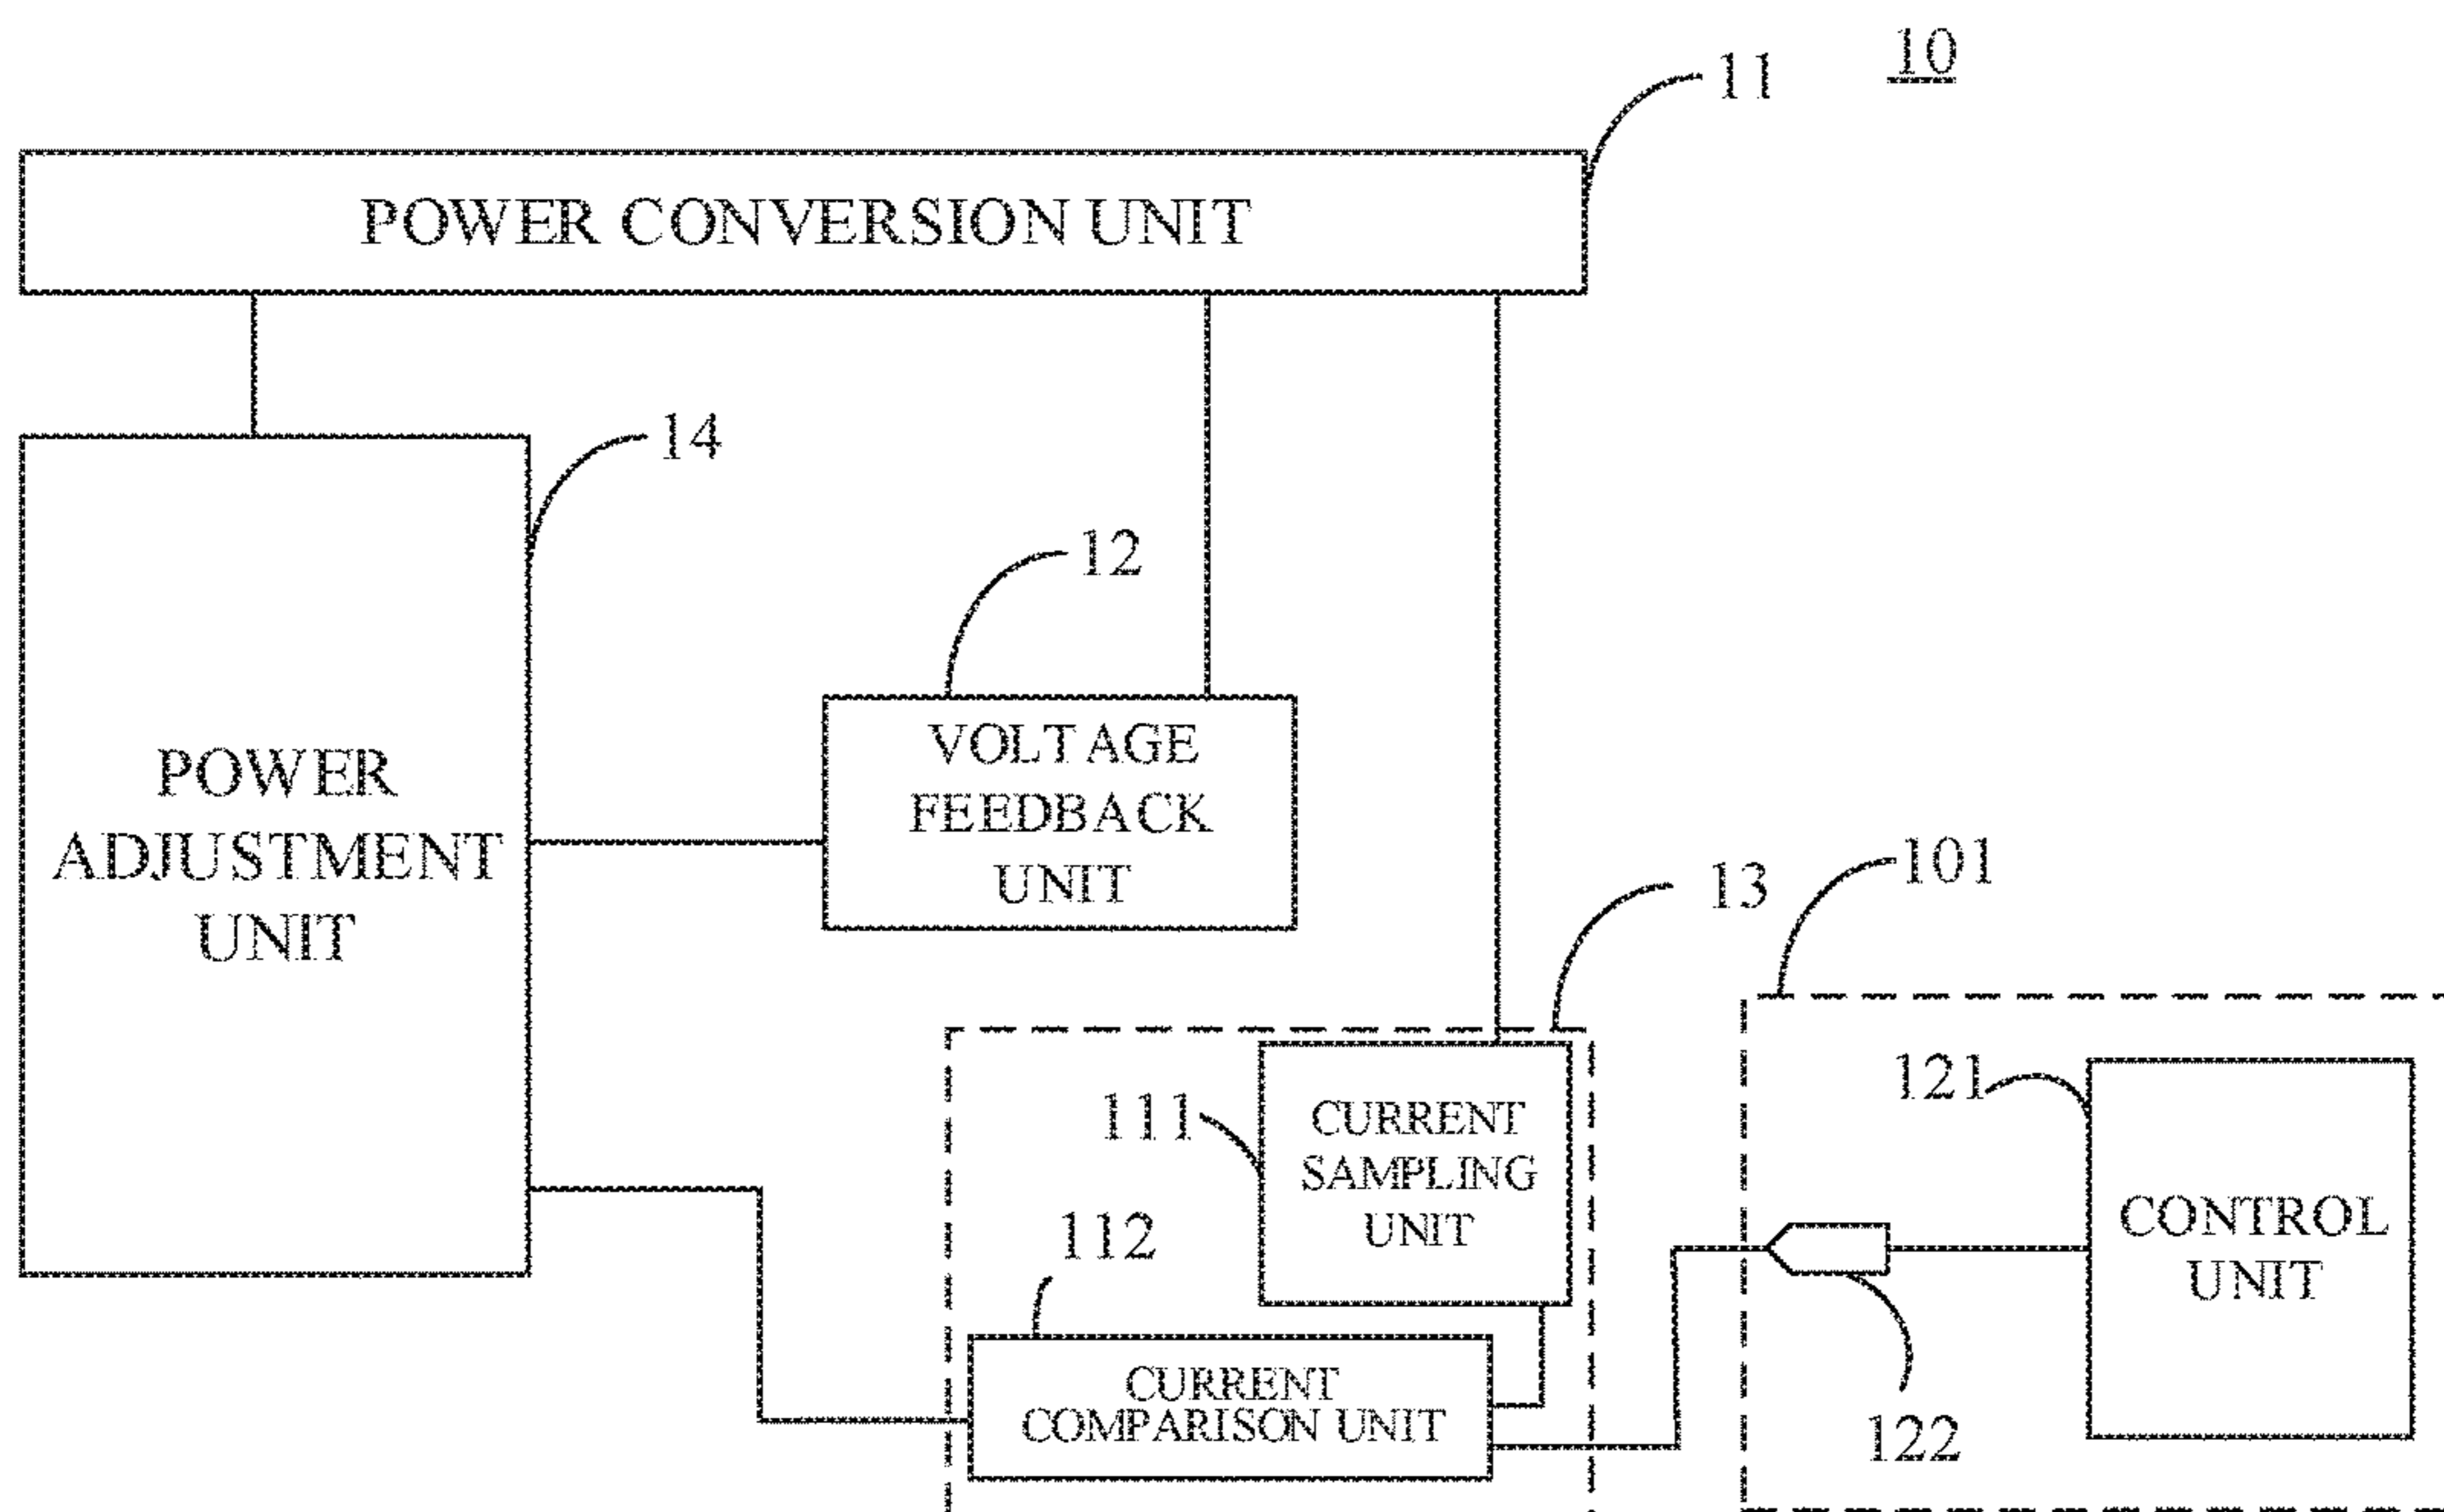 10
11
POWER CONVERSION UNIT
14
12
VOLTAGE
FEEDBACK
UNIT
POWER
ADJUSTMENT
UNIT
13
101
111
CURRENT
SAMPLING
UNIT
121
CONTROL
UNIT
112
CURRENT
COMPARISON UNIT
122